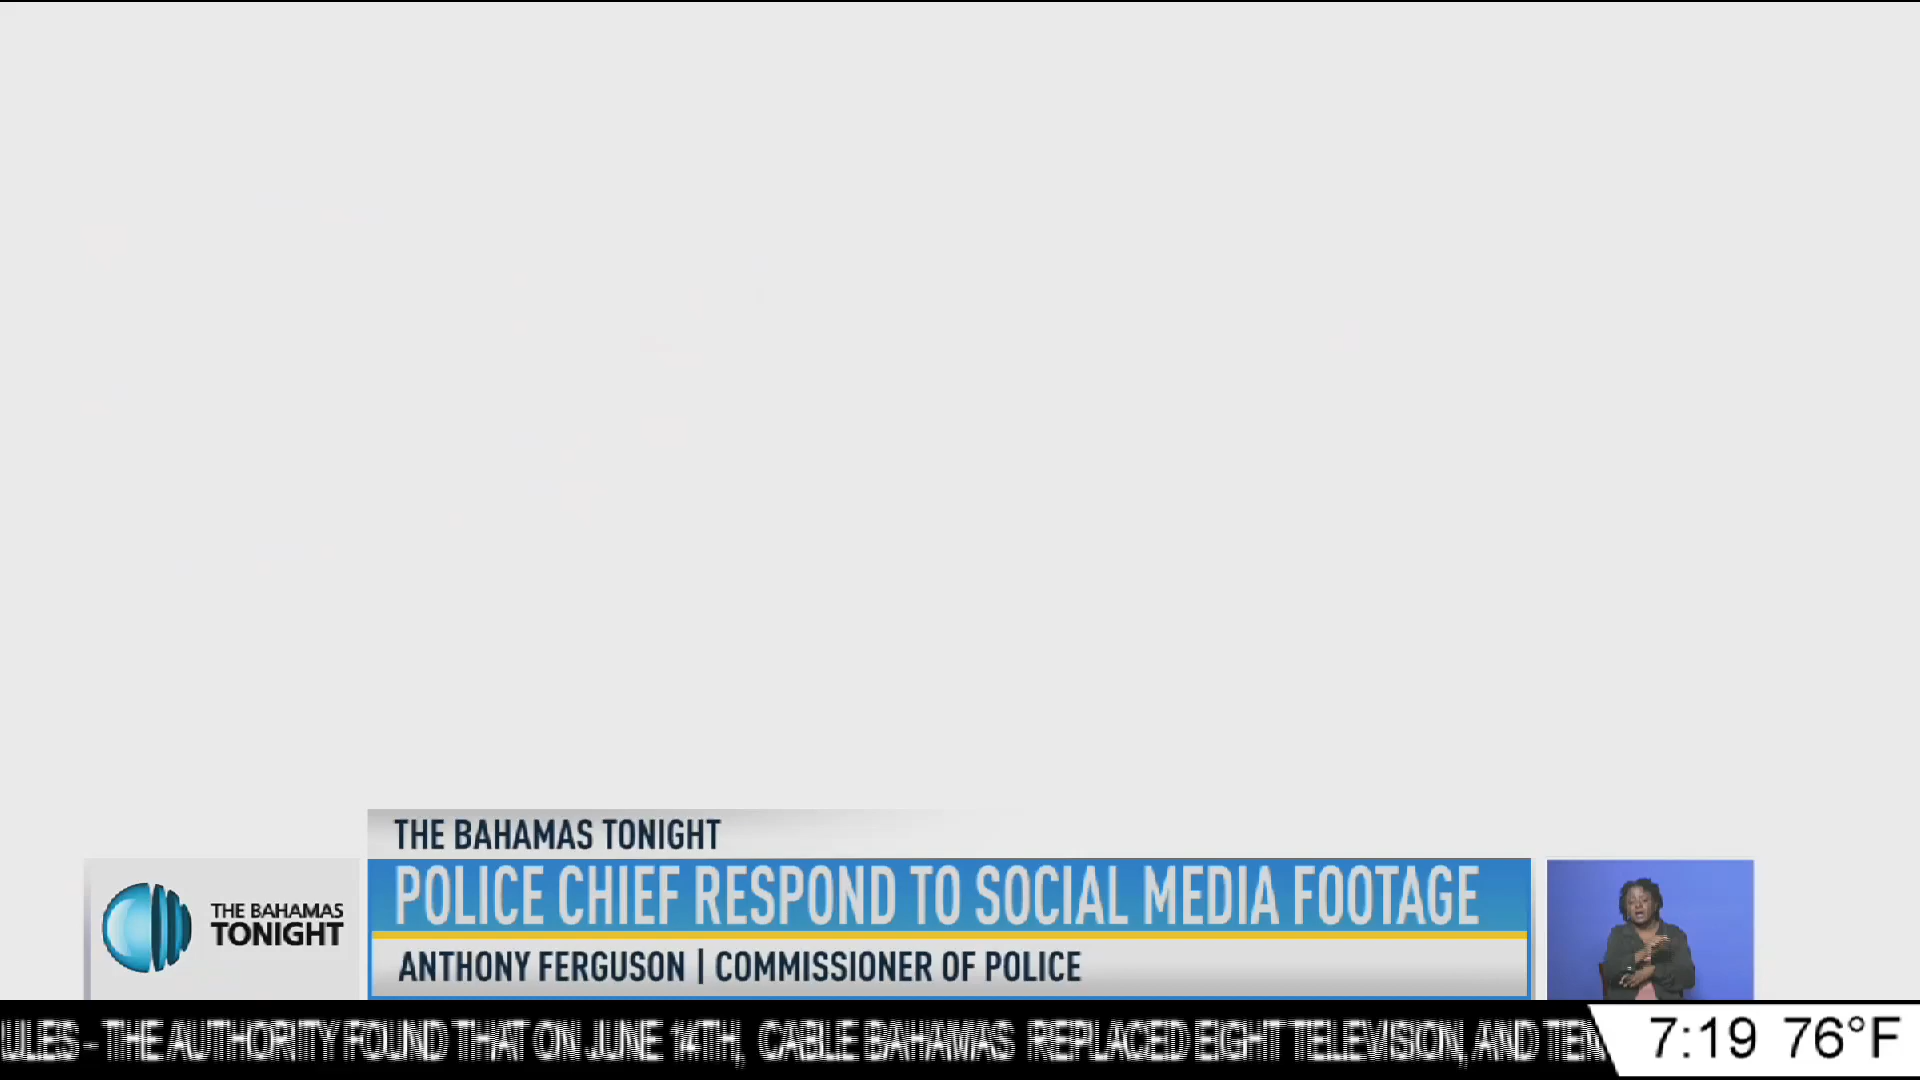 THE BAHAMAS TONIGHT
POLICE CHIEF RESPOND TO SOCIAL MEDIA FOOTAGE
THE BAHAMAS
TONIGHT
ANTHONY FERGUSON | COMMISSIONER OF POLICE
ULES - THE AUTHORITY FOUND THAT ON JUNE 14TH, CABLE BAHAMAS REPLACED EIGHT TELEVISION, AND
7:19 76°F